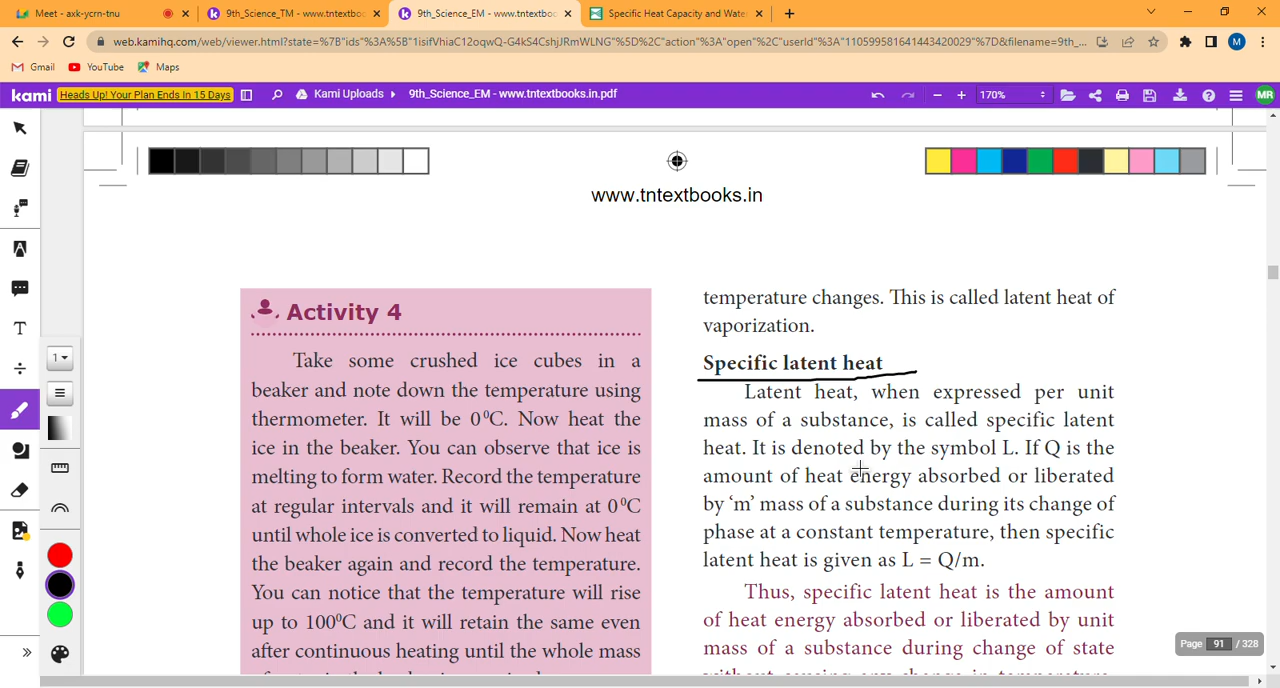 Meet - axk-ycrn-tnu
9th_Science_TM - www.tntextboo
9th_Science_EM - www.tntextboo
Specific Heat Capacity and Wate
web.kamihq.com/web/viewer.html?state=%7B"ids"%3A%5B"1isifVhiaC12oqwQ-G4kS4CshjJRmWLNG"%5D%2C"action"%3A"open"%2C"userId"%3A"110599581641443420029"%7D&filename=9th_...
M
Gmail
YouTube
Maps
kami
Heads Up! Your Plan Ends In 15 Days
Kami Uploads
9th_Science_EM - www.tntextbooks.in.pdf
170%
MR
www.tntextbooks.in
Activity 4
Take some crushed ice cubes in a
beaker and note down the temperature using
thermometer. It will be 0⁰C. Now heat the
ice in the beaker. You can observe that ice is
melting to form water. Record the temperature
at regular intervals and it will remain at 0⁰C
until whole ice is converted to liquid. Now heat
the beaker again and record the temperature.
You can notice that the temperature will rise
up to 100⁰C and it will retain the same even
after continuous heating until the whole mass
temperature changes. This is called latent heat of
vaporization.
Specific latent heat
Latent heat, when expressed per unit
mass of a substance, is called specific latent
heat. It is denoted by the symbol L. If Q is the
amount of heat energy absorbed or liberated
by ‘m’ mass of a substance during its change of
phase at a constant temperature, then specific
latent heat is given as L = Q/m.
Thus, specific latent heat is the amount
of heat energy absorbed or liberated by unit
mass of a substance during change of state
without causing any change in temperature.
1
Page 91 / 328